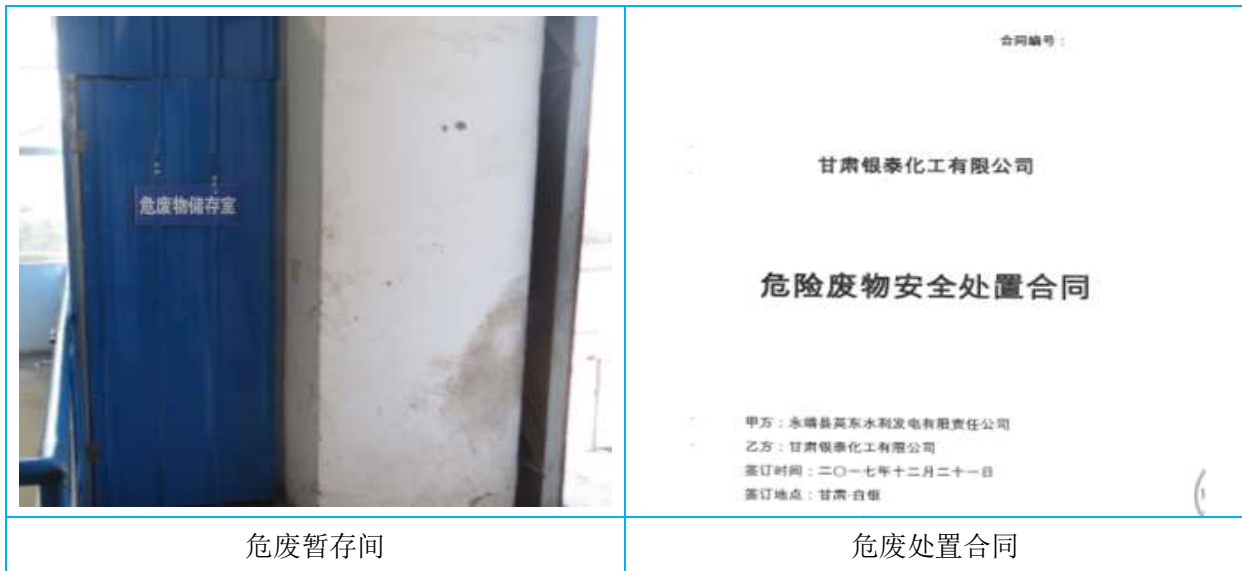 危废物储存室
合同编号：
甘肃银泰化工有限公司
危险废物安全处置合同
甲方：永靖县英东水利发电有限责任公司
乙方：甘肃银泰化工有限公司
签订时间：二〇一七年十二月二十一日
签订地点：甘肃·白银
危废暂存间
危废处置合同